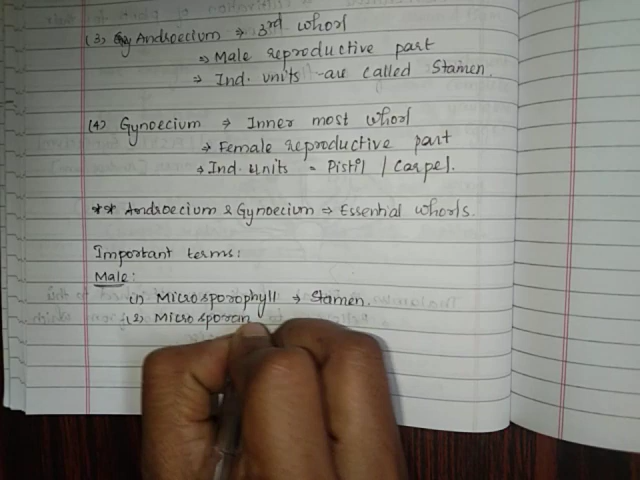 (3) Androecium → 3rd whorl
→ Male reproductive part
→ Ind. units are called Stamen.
(4) Gynoecium → Inner most whorl
→ Female reproductive part
→ Ind. units = Pistil / Carpel.
** Androecium & Gynoecium → Essential whorls.
Important terms:
Male:
(1) Microsporophyll → Stamen.
(2) Microsporan